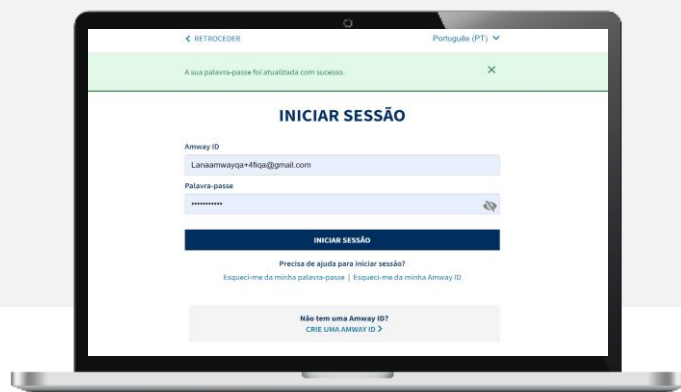 RETROCEDER
Português (PT)
A sua palavra-passe foi atualizada com sucesso.
INICIAR SESSÃO
Amway ID
Lanaamwayqa+4fiqa@gmail.com
Palavra-passe
•••••••••••
INICIAR SESSÃO
Precisa de ajuda para iniciar sessão?
Esqueci-me da minha palavra-passe | Esqueci-me da minha Amway ID
Não tem uma Amway ID?
CRIE UMA AMWAY ID